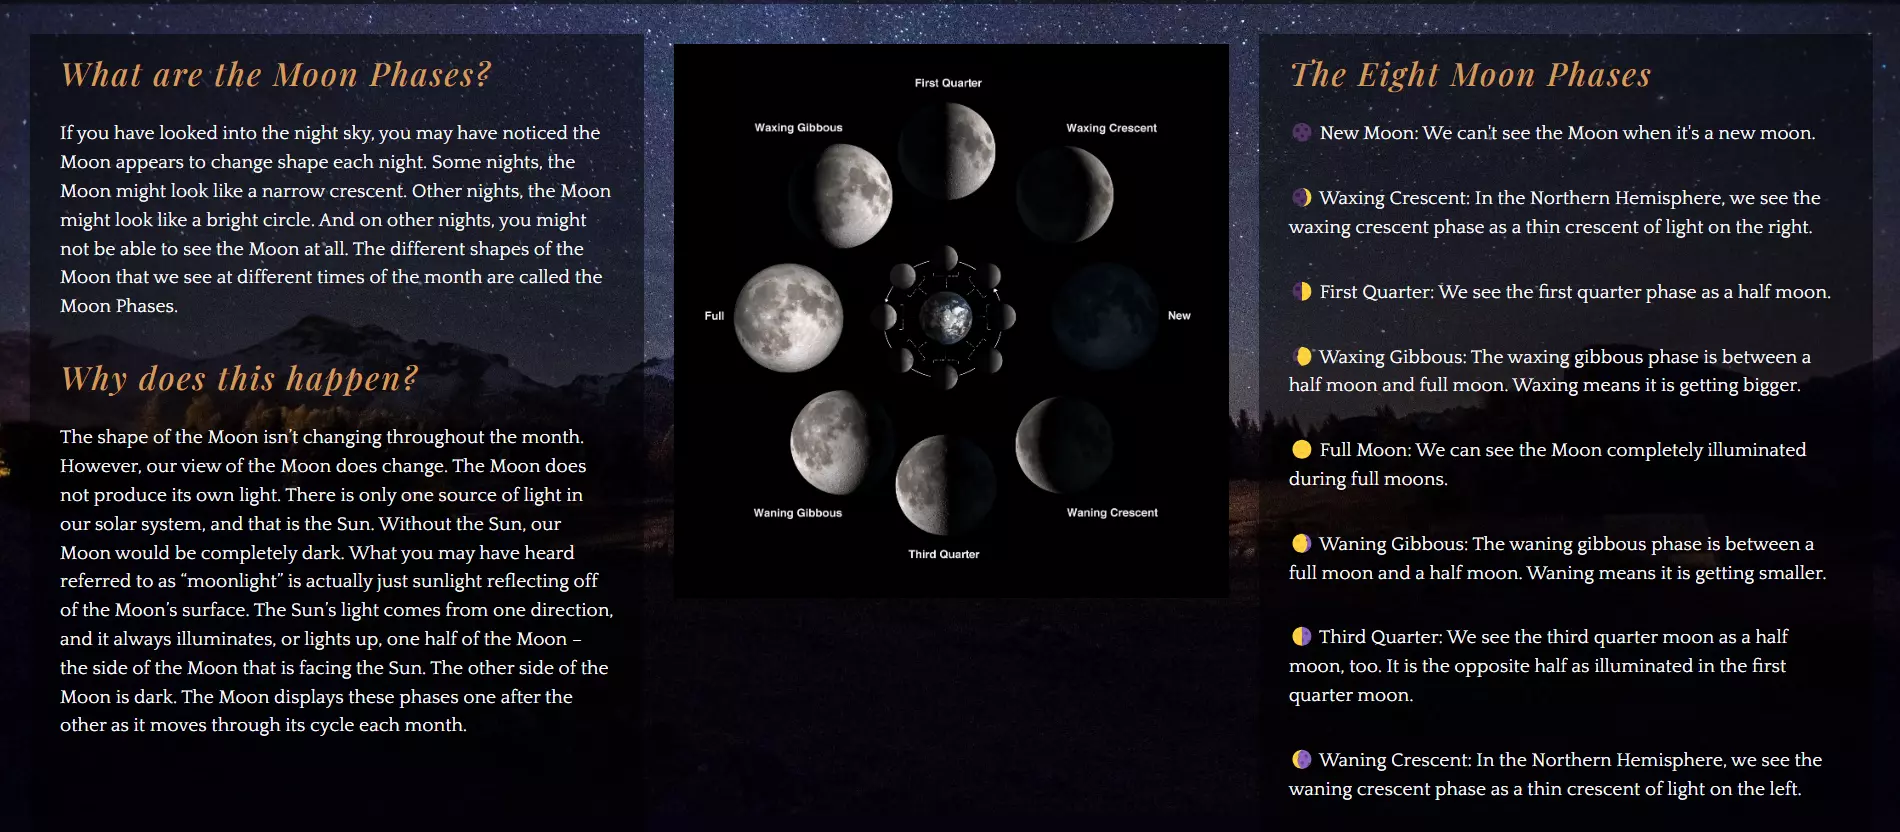 What are the Moon Phases?
If you have looked into the night sky, you may have noticed the
Moon appears to change shape each night. Some nights, the
Moon might look like a narrow crescent. Other nights, the Moon
might look like a bright circle. And on other nights, you might
not be able to see the Moon at all. The different shapes of the
Moon that we see at different times of the month are called the
Moon Phases.
Why does this happen?
The shape of the Moon isn’t changing throughout the month.
However, our view of the Moon does change. The Moon does
not produce its own light. There is only one source of light in
our solar system, and that is the Sun. Without the Sun, our
Moon would be completely dark. What you may have heard
referred to as “moonlight” is actually just sunlight reflecting off
of the Moon’s surface. The Sun’s light comes from one direction,
and it always illuminates, or lights up, one half of the Moon –
the side of the Moon that is facing the Sun. The other side of the
Moon is dark. The Moon displays these phases one after the
other as it moves through its cycle each month.
First Quarter
Waxing Gibbous
Waxing Crescent
Full
New
Waning Gibbous
Waning Crescent
Third Quarter
The Eight Moon Phases
New Moon: We can't see the Moon when it's a new moon.
Waxing Crescent: In the Northern Hemisphere, we see the
waxing crescent phase as a thin crescent of light on the right.
First Quarter: We see the first quarter phase as a half moon.
Waxing Gibbous: The waxing gibbous phase is between a
half moon and full moon. Waxing means it is getting bigger.
Full Moon: We can see the Moon completely illuminated
during full moons.
Waning Gibbous: The waning gibbous phase is between a
full moon and a half moon. Waning means it is getting smaller.
Third Quarter: We see the third quarter moon as a half
moon, too. It is the opposite half as illuminated in the first
quarter moon.
Waning Crescent: In the Northern Hemisphere, we see the
waning crescent phase as a thin crescent of light on the left.